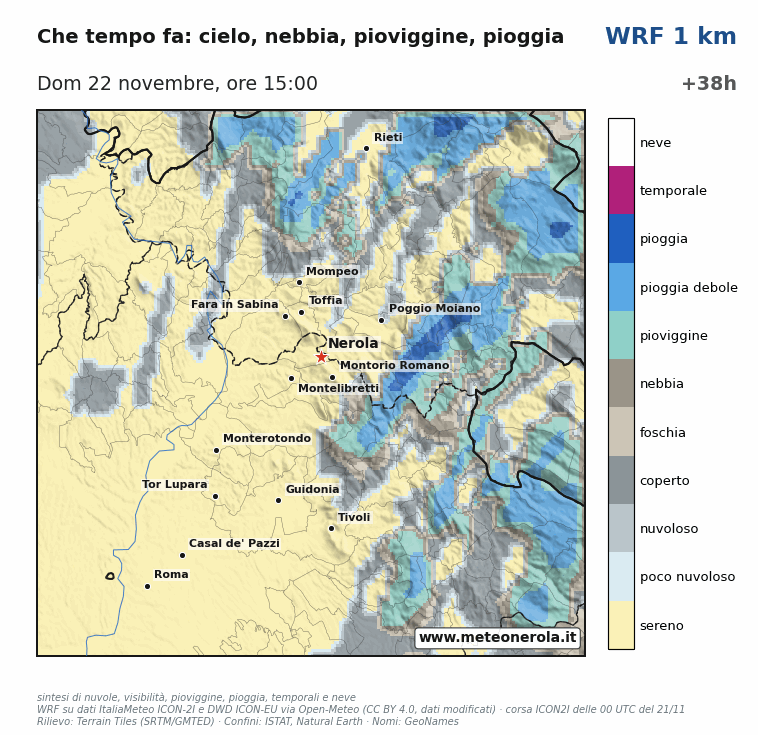 Che tempo fa: cielo, nebbia, pioviggine, pioggia
WRF 1 km
Dom 22 novembre, ore 15:00
+38h
Rieti
Mompeo
Toffia
Fara in Sabina
Poggio Moiano
Nerola
Montorio Romano
Montelibretti
Monterotondo
Tor Lupara
Guidonia
Tivoli
Casal de' Pazzi
Roma
www.meteonerola.it
neve
temporale
pioggia
pioggia debole
pioviggine
nebbia
foschia
coperto
nuvoloso
poco nuvoloso
sereno
sintesi di nuvole, visibilità, pioviggine, pioggia, temporali e neve
WRF su dati ItaliaMeteo ICON-2I e DWD ICON-EU via Open-Meteo (CC BY 4.0, dati modificati) · corsa ICON2I delle 00 UTC del 21/11
Rilievo: Terrain Tiles (SRTM/GMTED) · Confini: ISTAT, Natural Earth · Nomi: GeoNames